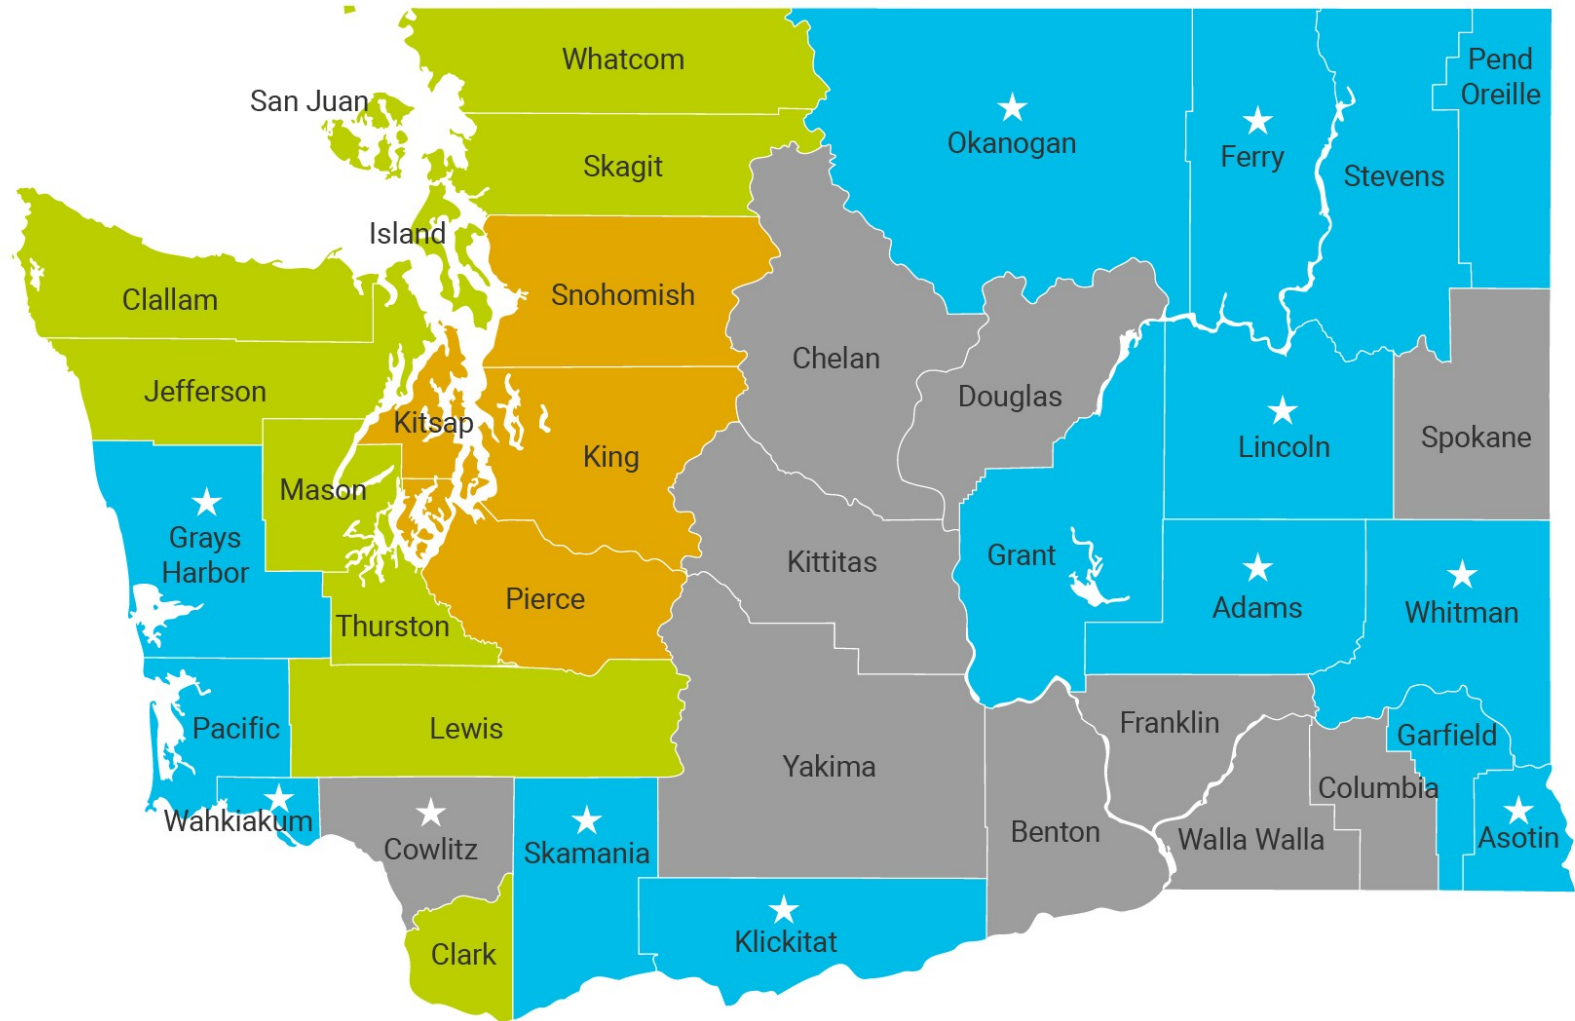 Whatcom
Pend
Oreille
San Juan
Okanogan
Ferry
Skagit
Stevens
Island
Clallam
Snohomish
Chelan
Jefferson
Douglas
Kitsap
King
Lincoln
Spokane
Mason
Grays
Harbor
Kittitas
Grant
Pierce
Adams
Whitman
Thurston
Pacific
Lewis
Franklin
Garfield
Yakima
Columbia
Wahkiakum
Cowlitz
Skamania
Benton
Walla Walla
Asotin
Clark
Klickitat